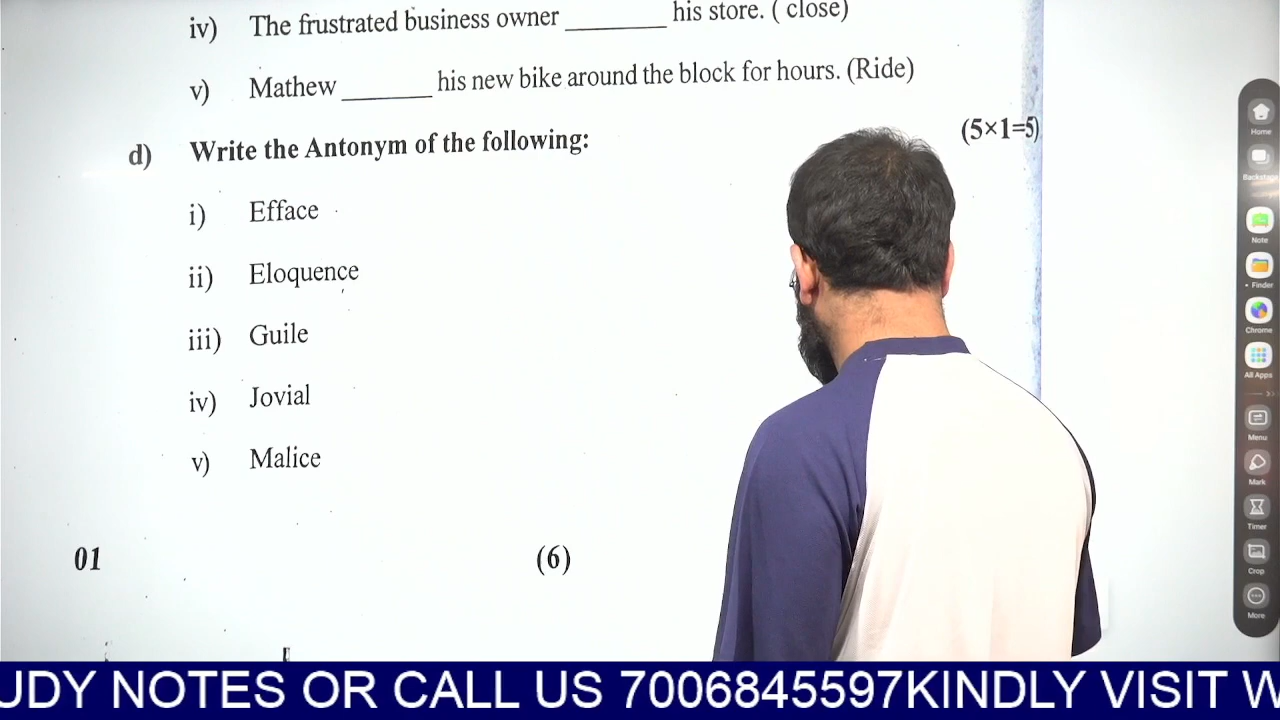 iv) The frustrated business owner ________ his store. ( close)
v) Mathew _______ his new bike around the block for hours. (Ride)
d) Write the Antonym of the following: (5×1=5)
i) Efface
ii) Eloquence
iii) Guile
iv) Jovial
v) Malice
01 (6)
Home
Note
Finder
Chrome
All Apps
Menu
Mark
Timer
Crop
More
UDY NOTES OR CALL US 7006845597KINDLY VISIT W